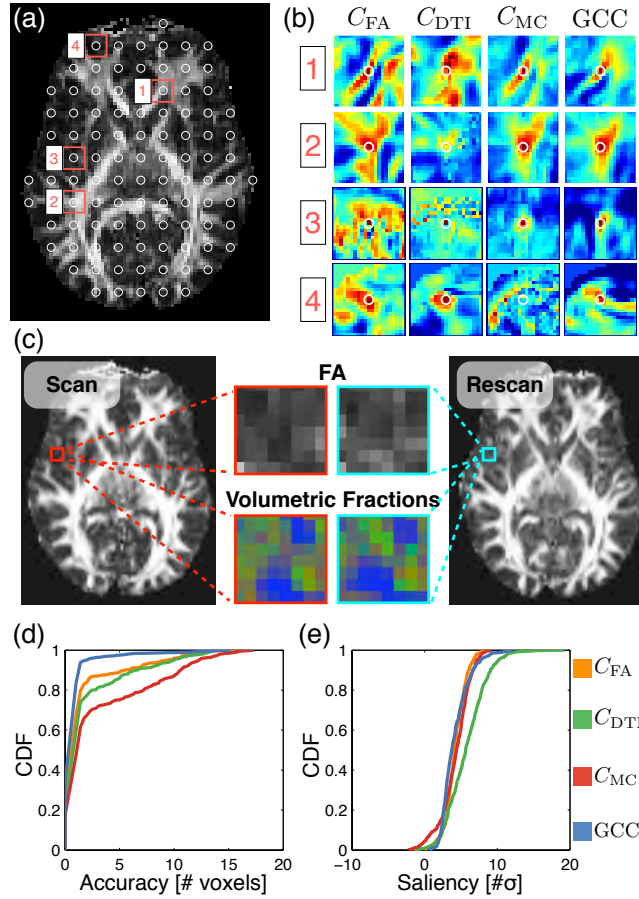 (a)
4
1
3
2
(b)
C_FA C_DTI C_MC GCC
1
2
3
4
(c)
Scan
FA
Rescan
Volumetric Fractions
(d)
1
0.8
0.6
0.4
0.2
0
CDF
0 5 10 15 20
Accuracy [# voxels]
(e)
1
0.8
0.6
0.4
0.2
0
CDF
−10 0 10 20
Saliency [#σ]
C_FA
C_DTI
C_MC
GCC